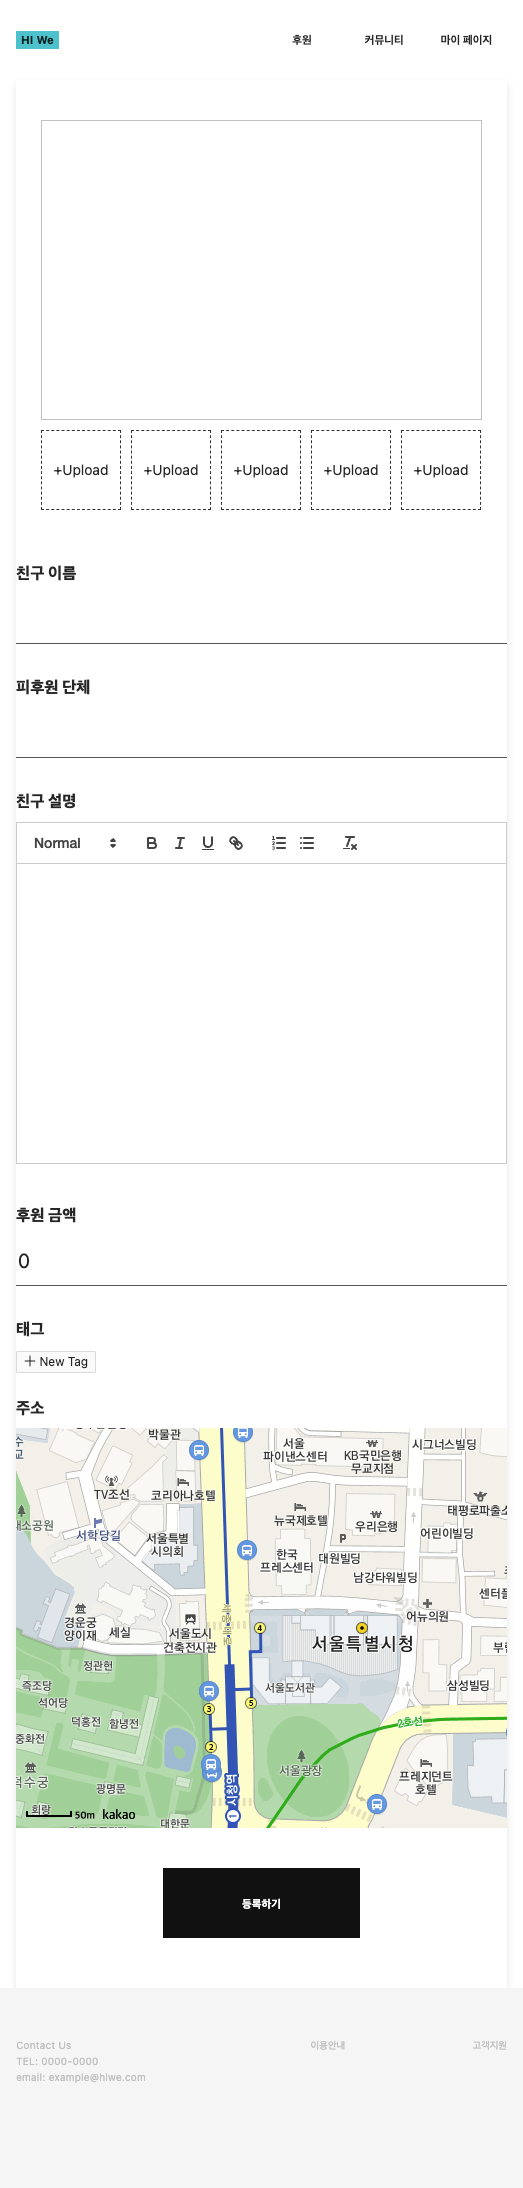 HI We
후원
커뮤니티
마이 페이지
+Upload
+Upload
+Upload
+Upload
+Upload
친구 이름
피후원 단체
친구 설명
Normal
후원 금액
0
태그
+ New Tag
주소
박물관
서울
파이낸스센터
KB국민은행
무교지점
시그너스빌딩
TV조선
코리아나호텔
뉴국제호텔
우리은행
태평로파출소
어린이빌딩
서학당길
서울특별
시의회
한국
프레스센터
대원빌딩
남강타워빌딩
센터플
경운궁
양이재
세실
서울도시
건축전시관
세종대로
어뉴의원
서울특별시청
정관헌
즉조당
석어당
덕홍전
함녕전
중화전
서울도서관
삼성빌딩
2호선
서울광장
프레지던트
호텔
덕수궁
광명문
회랑
대한문
시청역
50m
kakao
등록하기
Contact Us
이용안내
고객지원
TEL: 0000-0000
email: example@hiwe.com